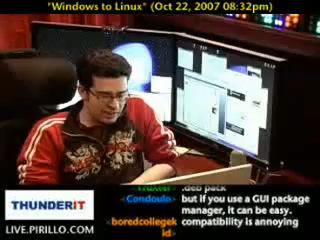 "Windows to Linux" (Oct 22, 2007 08:32pm)
.deb pack
<Condoulo> but if you use a GUI package
manager, it can be easy.
<boredcollegek compatibility is annoying
id>
THUNDERIT
LIVE.PIRILLO.COM